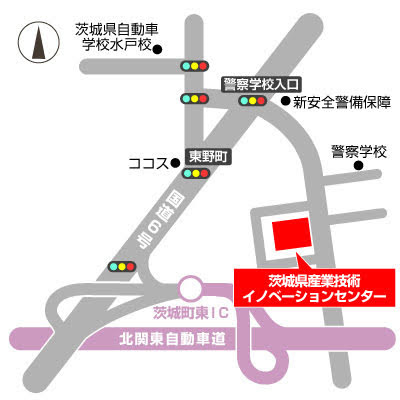 茨城県自動車
学校水戸校
警察学校入口
新安全警備保障
東野町
ココス
警察学校
国道6号
茨城県産業技術
イノベーションセンター
茨城町東IC
北関東自動車道